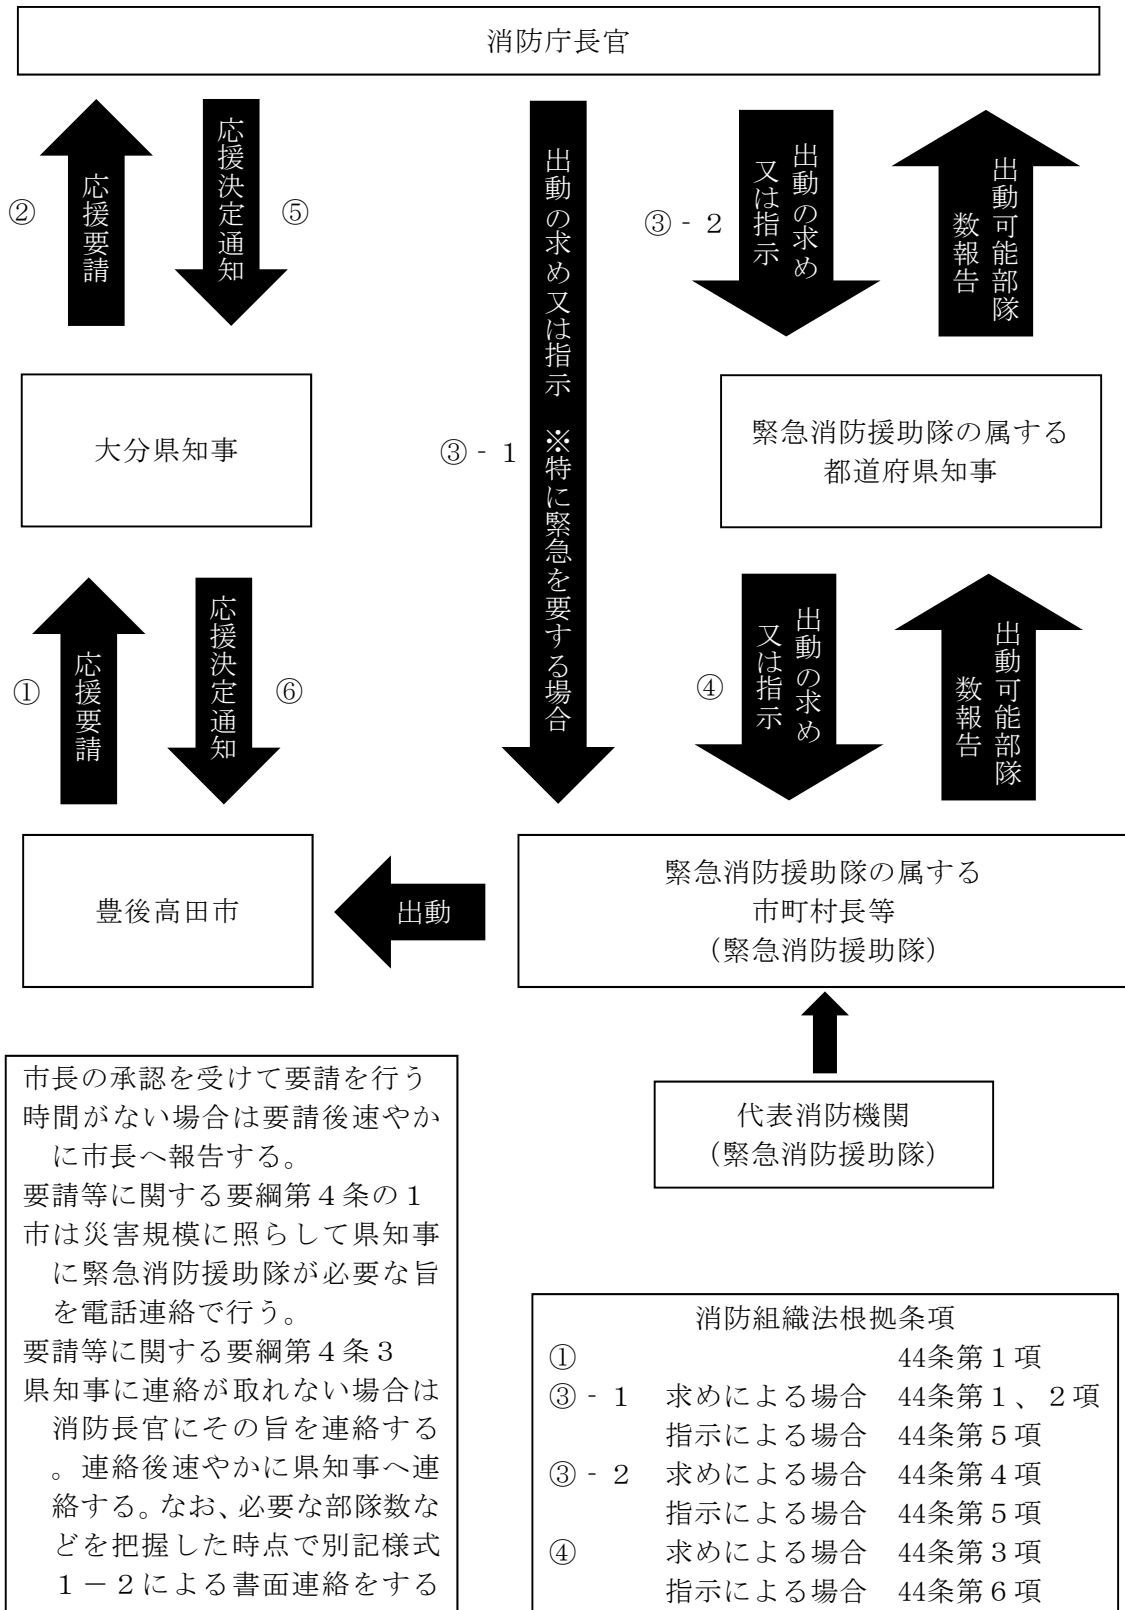 消防庁長官
②
応援要請
応援決定通知
⑤
出動の求め又は指示　※特に緊急を要する場合
③‐１
③‐２
出動の求め
又は指示
出動可能部隊
数報告
大分県知事
緊急消防援助隊の属する
都道府県知事
①
応援要請
応援決定通知
⑥
④
出動の求め
又は指示
出動可能部隊
数報告
豊後高田市
出動
緊急消防援助隊の属する
市町村長等
（緊急消防援助隊）
代表消防機関
（緊急消防援助隊）
市長の承認を受けて要請を行う
時間がない場合は要請後速やか
に市長へ報告する。
要請等に関する要綱第４条の１
市は災害規模に照らして県知事
に緊急消防援助隊が必要な旨
を電話連絡で行う。
要請等に関する要綱第４条３
県知事に連絡が取れない場合は
消防長官にその旨を連絡する
。連絡後速やかに県知事へ連
絡する。なお、必要な部隊数な
どを把握した時点で別記様式
１－２による書面連絡をする
消防組織法根拠条項
①　44条第１項
③‐１　求めによる場合　44条第１、２項
指示による場合　44条第５項
③‐２　求めによる場合　44条第４項
指示による場合　44条第５項
④　求めによる場合　44条第３項
指示による場合　44条第６項